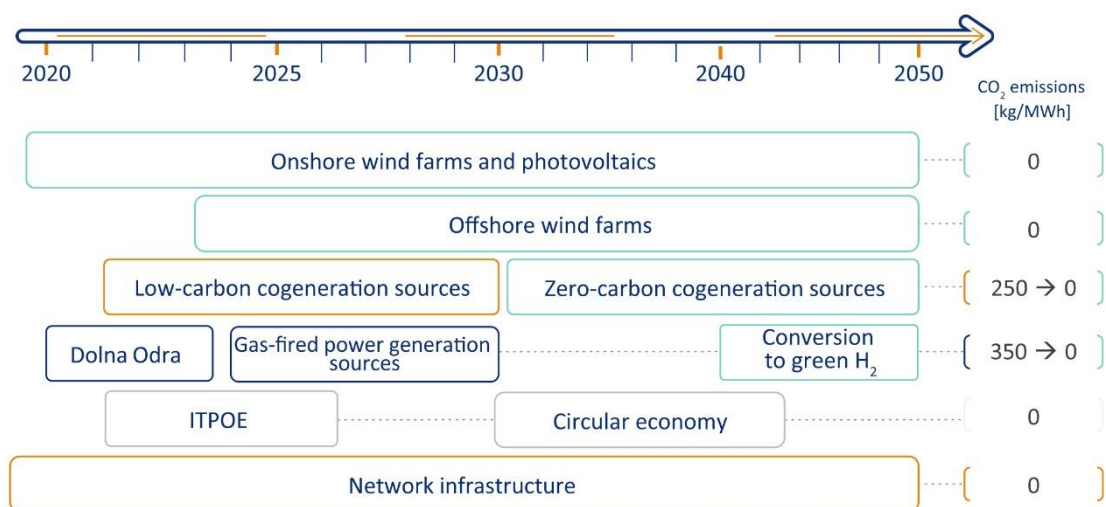 2020 2025 2030 2040 2050
CO₂ emissions
[kg/MWh]
Onshore wind farms and photovoltaics 0
Offshore wind farms 0
Low-carbon cogeneration sources Zero-carbon cogeneration sources 250 → 0
Dolna Odra
Gas-fired power generation
sources
Conversion
to green H₂
350 → 0
ITPOE Circular economy 0
Network infrastructure 0